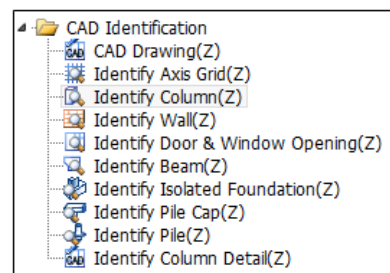 CAD Identification
CAD Drawing(Z)
Identify Axis Grid(Z)
Identify Column(Z)
Identify Wall(Z)
Identify Door & Window Opening(Z)
Identify Beam(Z)
Identify Isolated Foundation(Z)
Identify Pile Cap(Z)
Identify Pile(Z)
Identify Column Detail(Z)